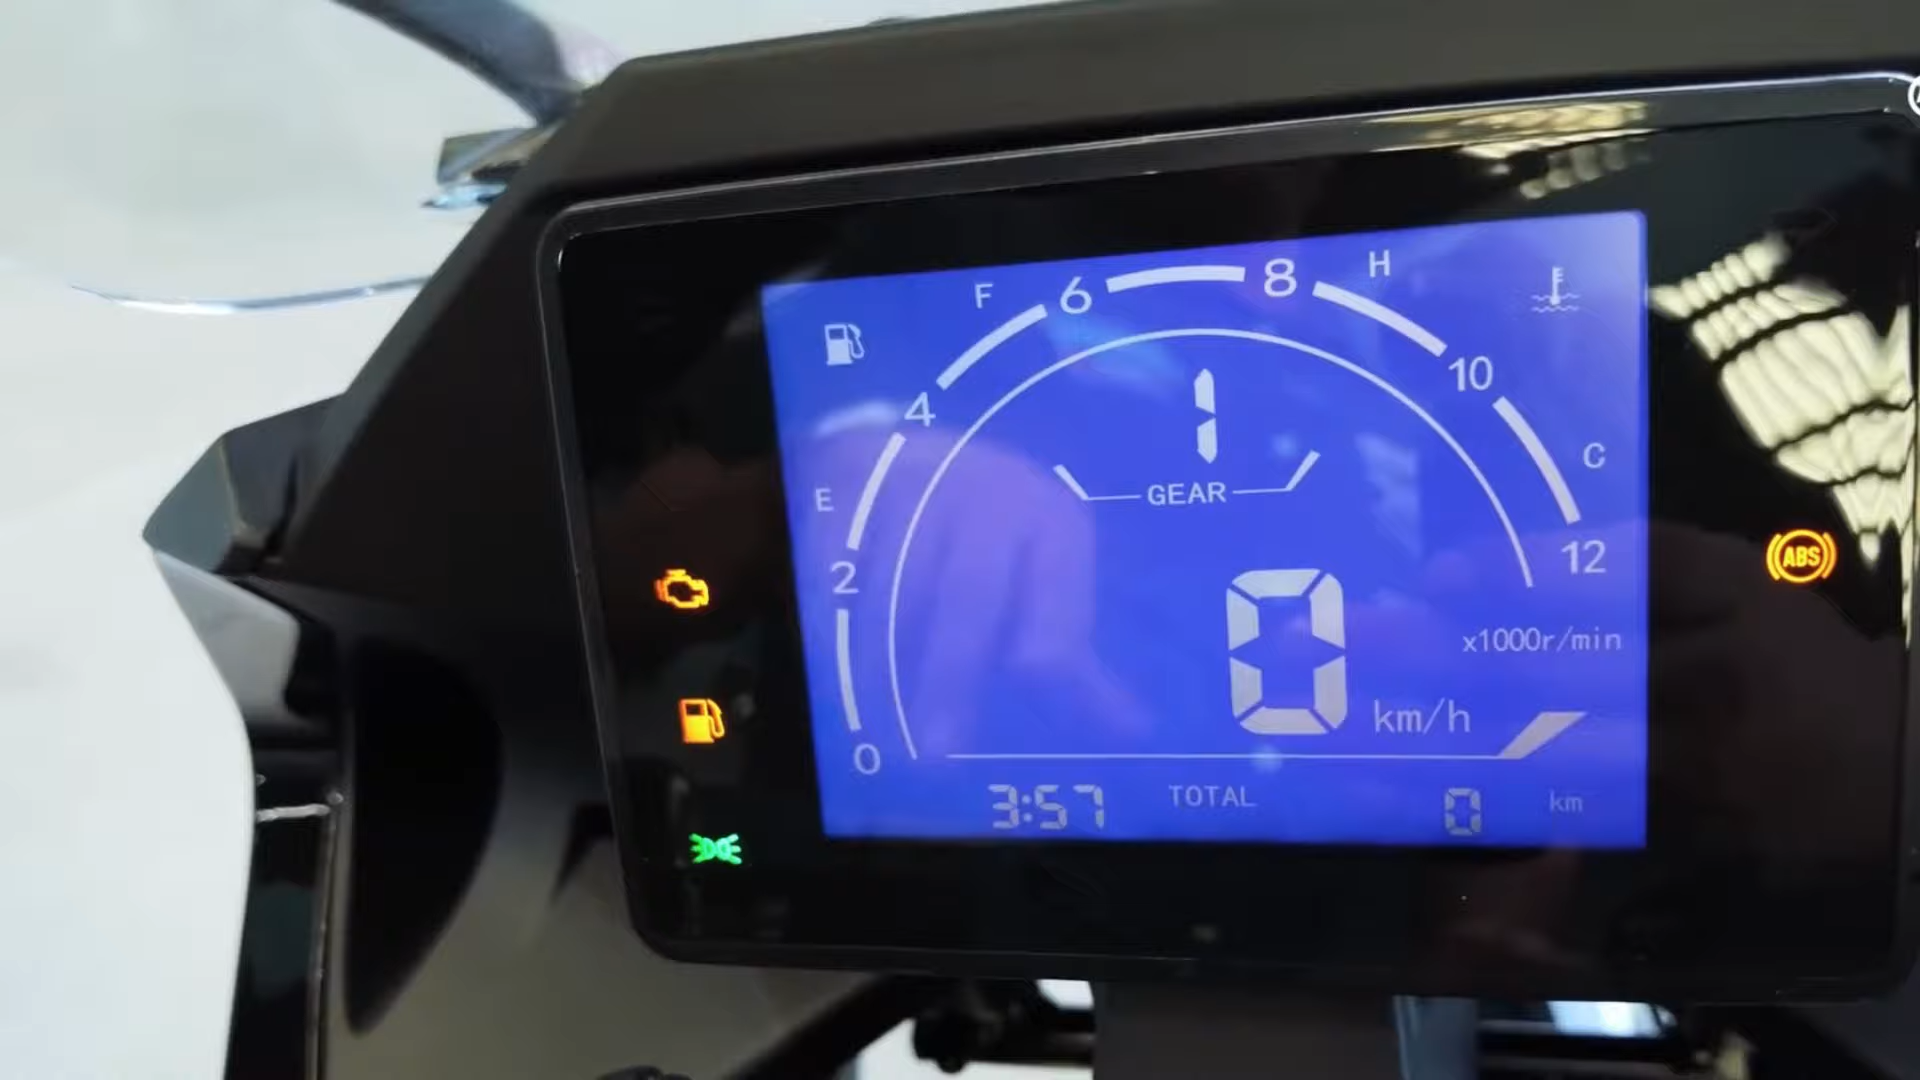 F 6 8 H
4 10
1
E GEAR C
2 12
0 x1000r/min
km/h
0
3:57 TOTAL 0 km
ABS